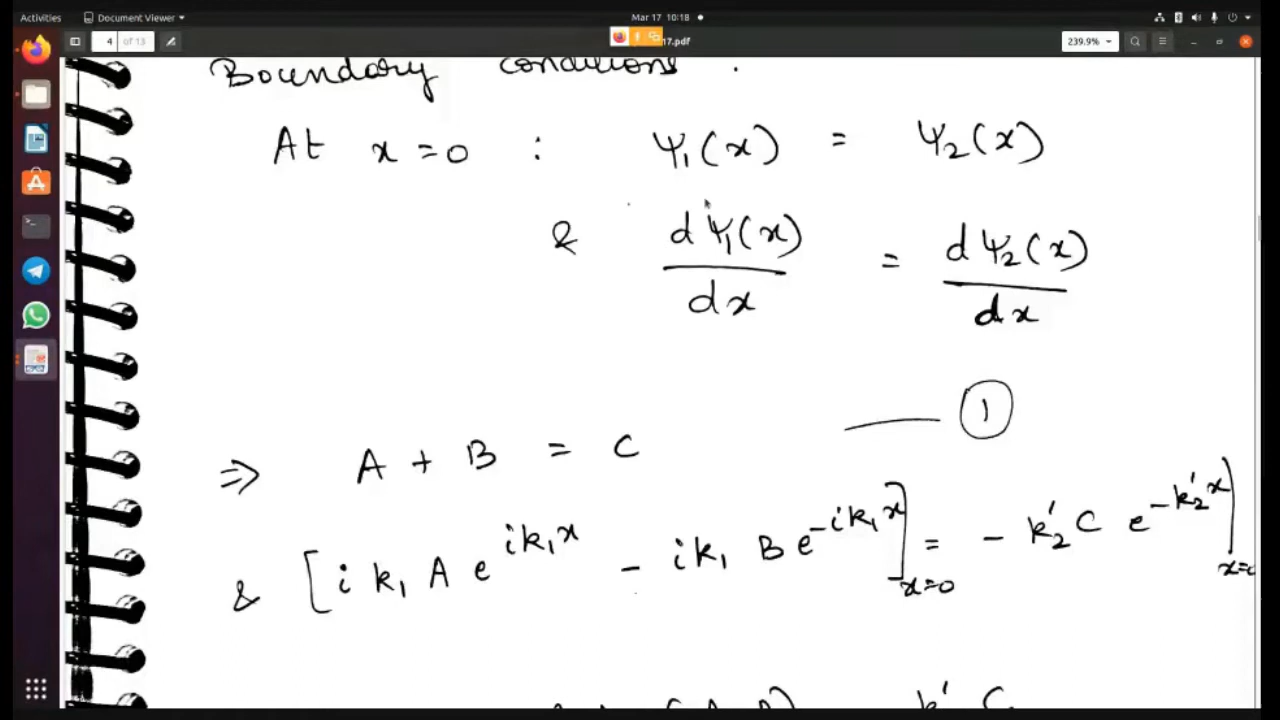 Activities Document Viewer Mar 17 10:18
4 of 13 17.pdf 239.9%
Boundary conditions :
At x = 0 : ψ₁(x) = ψ₂(x)
& dψ₁(x)/dx = dψ₂(x)/dx
⇒ A + B = C —— ①
& [i k₁ A e^{ik₁x} - ik₁ B e^{-ik₁x}]_{x=0} = - k₂' C e^{-k₂'x}]_{x=0}